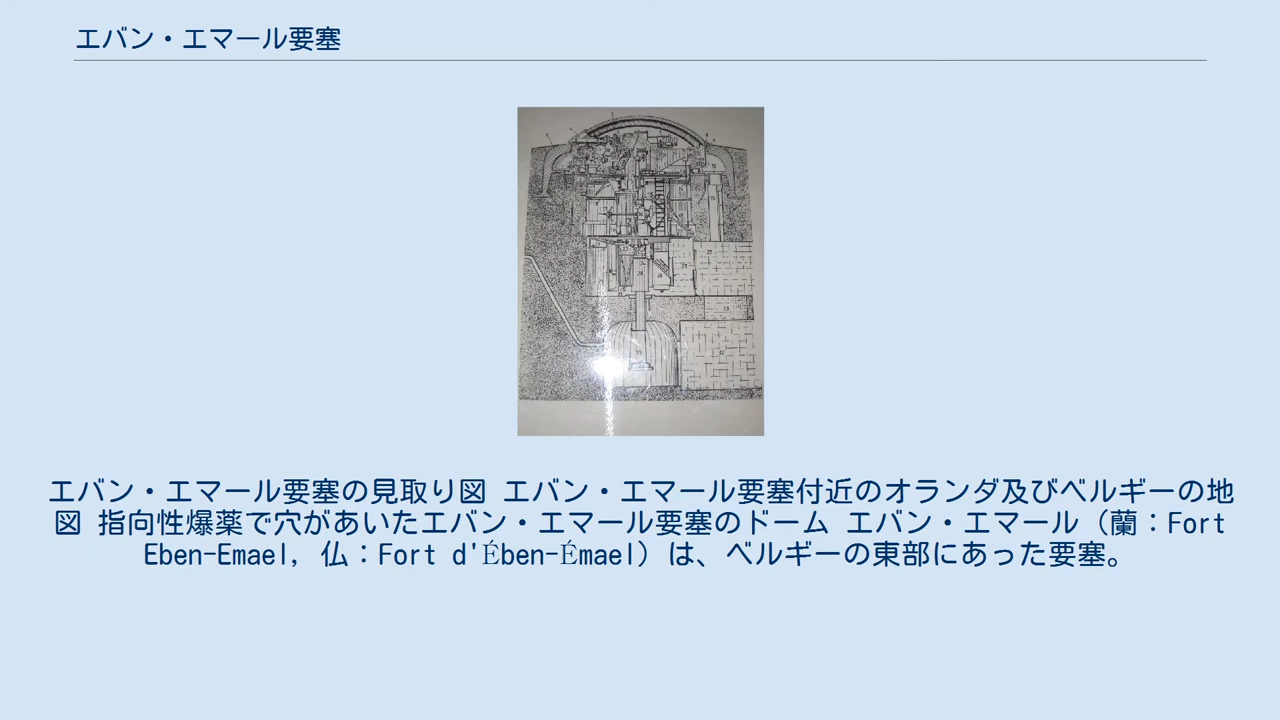 エバン・エマール要塞
エバン・エマール要塞の見取り図 エバン・エマール要塞付近のオランダ及びベルギーの地
図 指向性爆薬で穴があいたエバン・エマール要塞のドーム エバン・エマール（蘭：Fort
Eben-Emael, 仏：Fort d'Ében-Émael）は、ベルギーの東部にあった要塞。